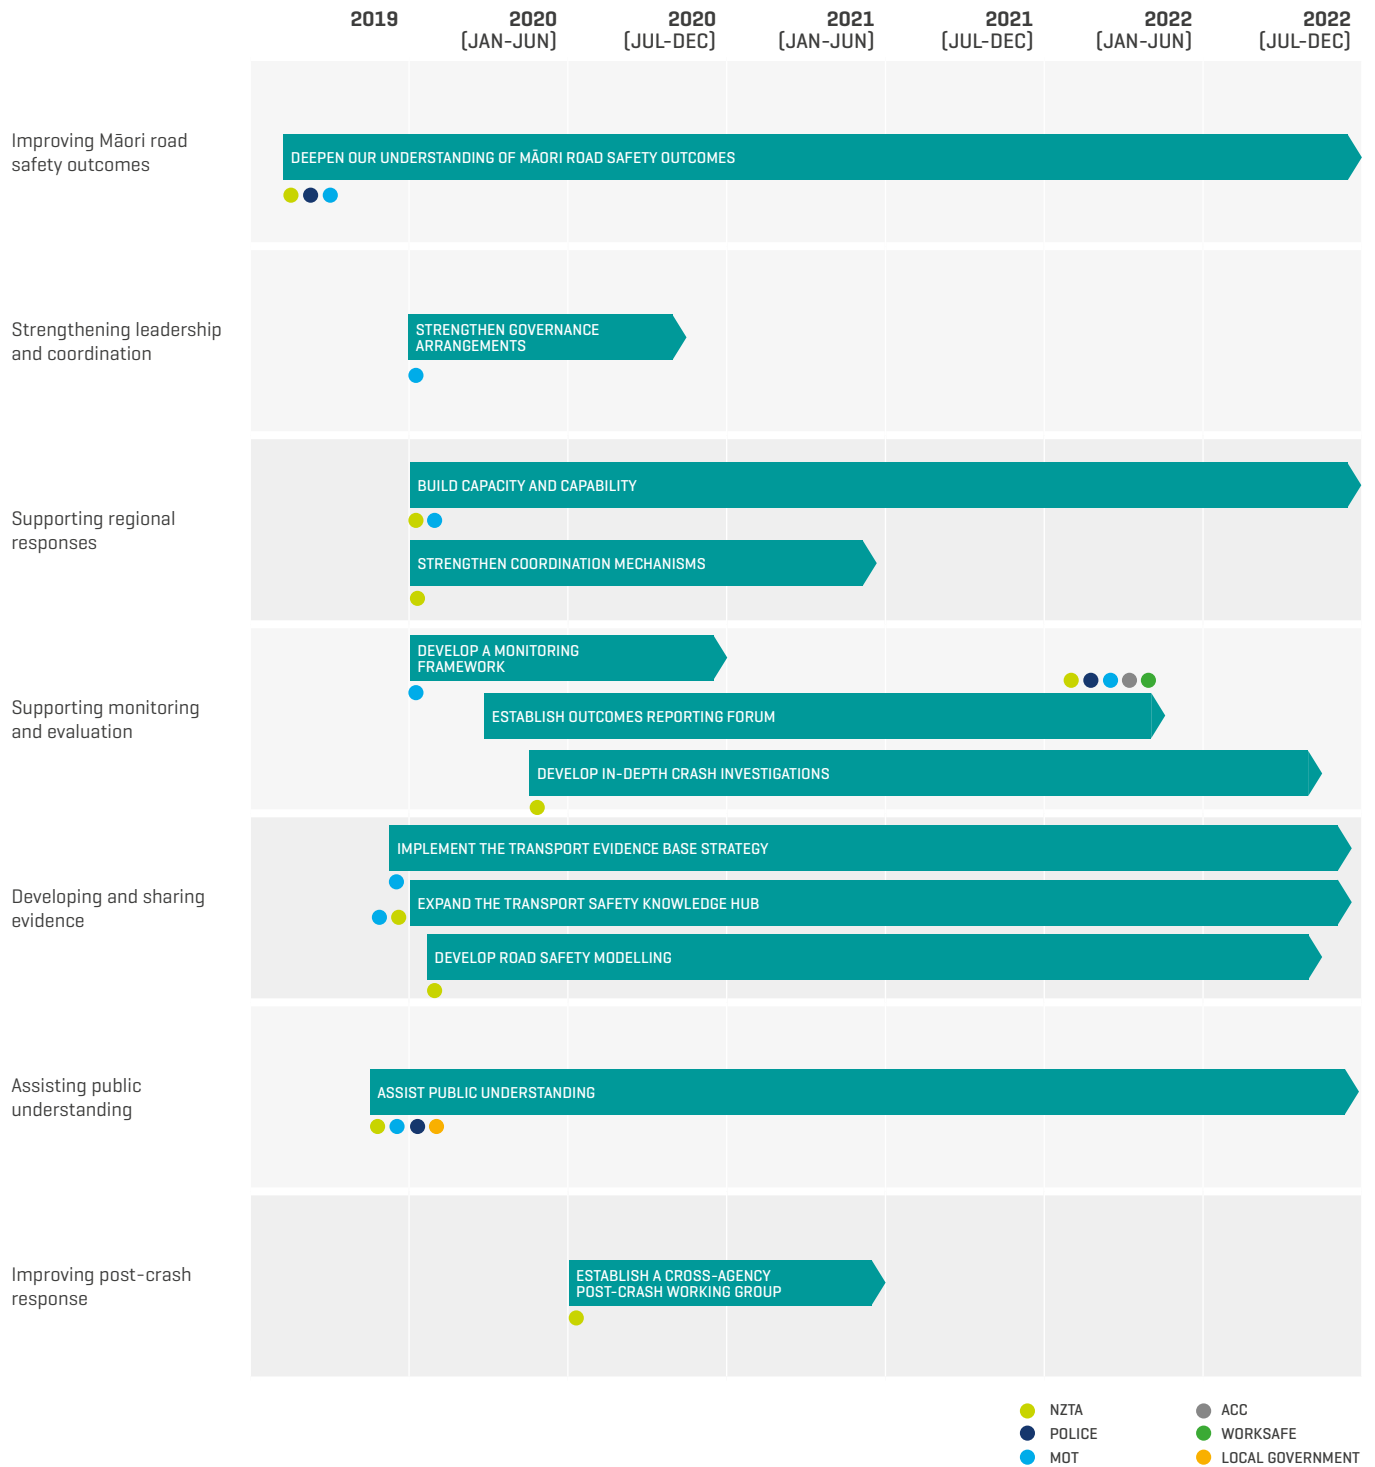 2019
2020
(JAN-JUN)
2020
(JUL-DEC)
2021
(JAN-JUN)
2021
(JUL-DEC)
2022
(JAN-JUN)
2022
(JUL-DEC)
Improving Māori road
safety outcomes
DEEPEN OUR UNDERSTANDING OF MĀORI ROAD SAFETY OUTCOMES
Strengthening leadership
and coordination
STRENGTHEN GOVERNANCE
ARRANGEMENTS
Supporting regional
responses
BUILD CAPACITY AND CAPABILITY
STRENGTHEN COORDINATION MECHANISMS
Supporting monitoring
and evaluation
DEVELOP A MONITORING
FRAMEWORK
ESTABLISH OUTCOMES REPORTING FORUM
DEVELOP IN-DEPTH CRASH INVESTIGATIONS
Developing and sharing
evidence
IMPLEMENT THE TRANSPORT EVIDENCE BASE STRATEGY
EXPAND THE TRANSPORT SAFETY KNOWLEDGE HUB
DEVELOP ROAD SAFETY MODELLING
Assisting public
understanding
ASSIST PUBLIC UNDERSTANDING
Improving post-crash
response
ESTABLISH A CROSS-AGENCY
POST-CRASH WORKING GROUP
NZTA
POLICE
MOT
ACC
WORKSAFE
LOCAL GOVERNMENT